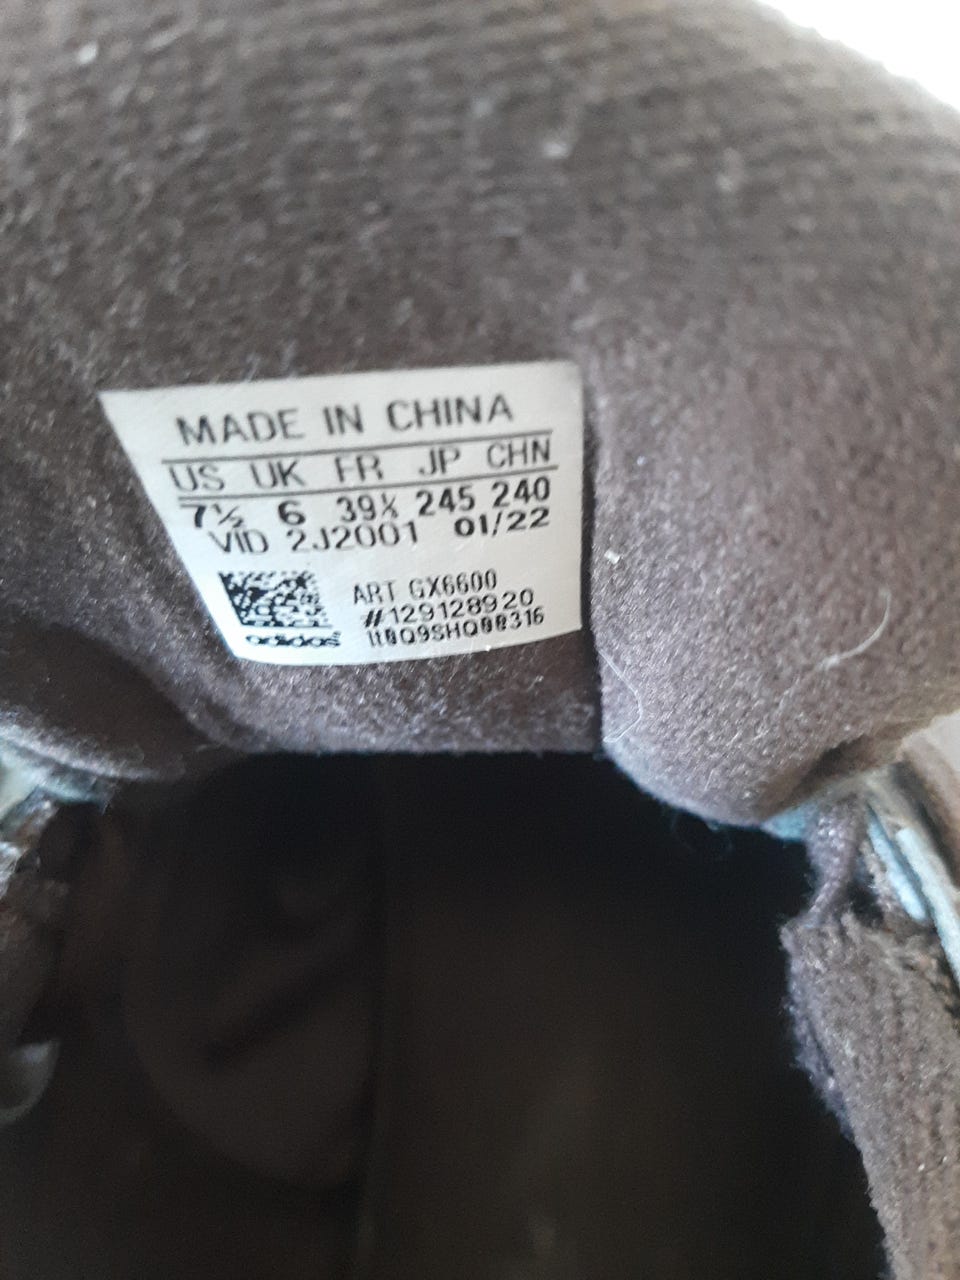 MADE IN CHINA
US UK FR JP CHN
7½ 6 39⅓ 245 240
VID 2J2001 01/22
ART GX6600
#129128920
adidas